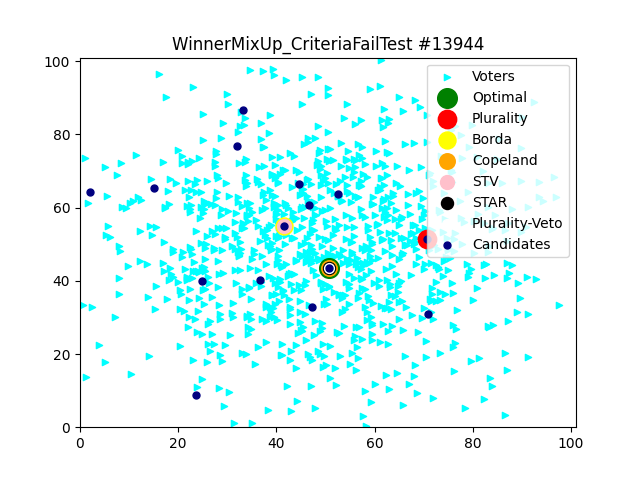 WinnerMixUp_CriteriaFailTest #13944
100
80
60
40
20
0
0
20
40
60
80
100
Voters
Optimal
Plurality
Borda
Copeland
STV
STAR
Plurality-Veto
Candidates